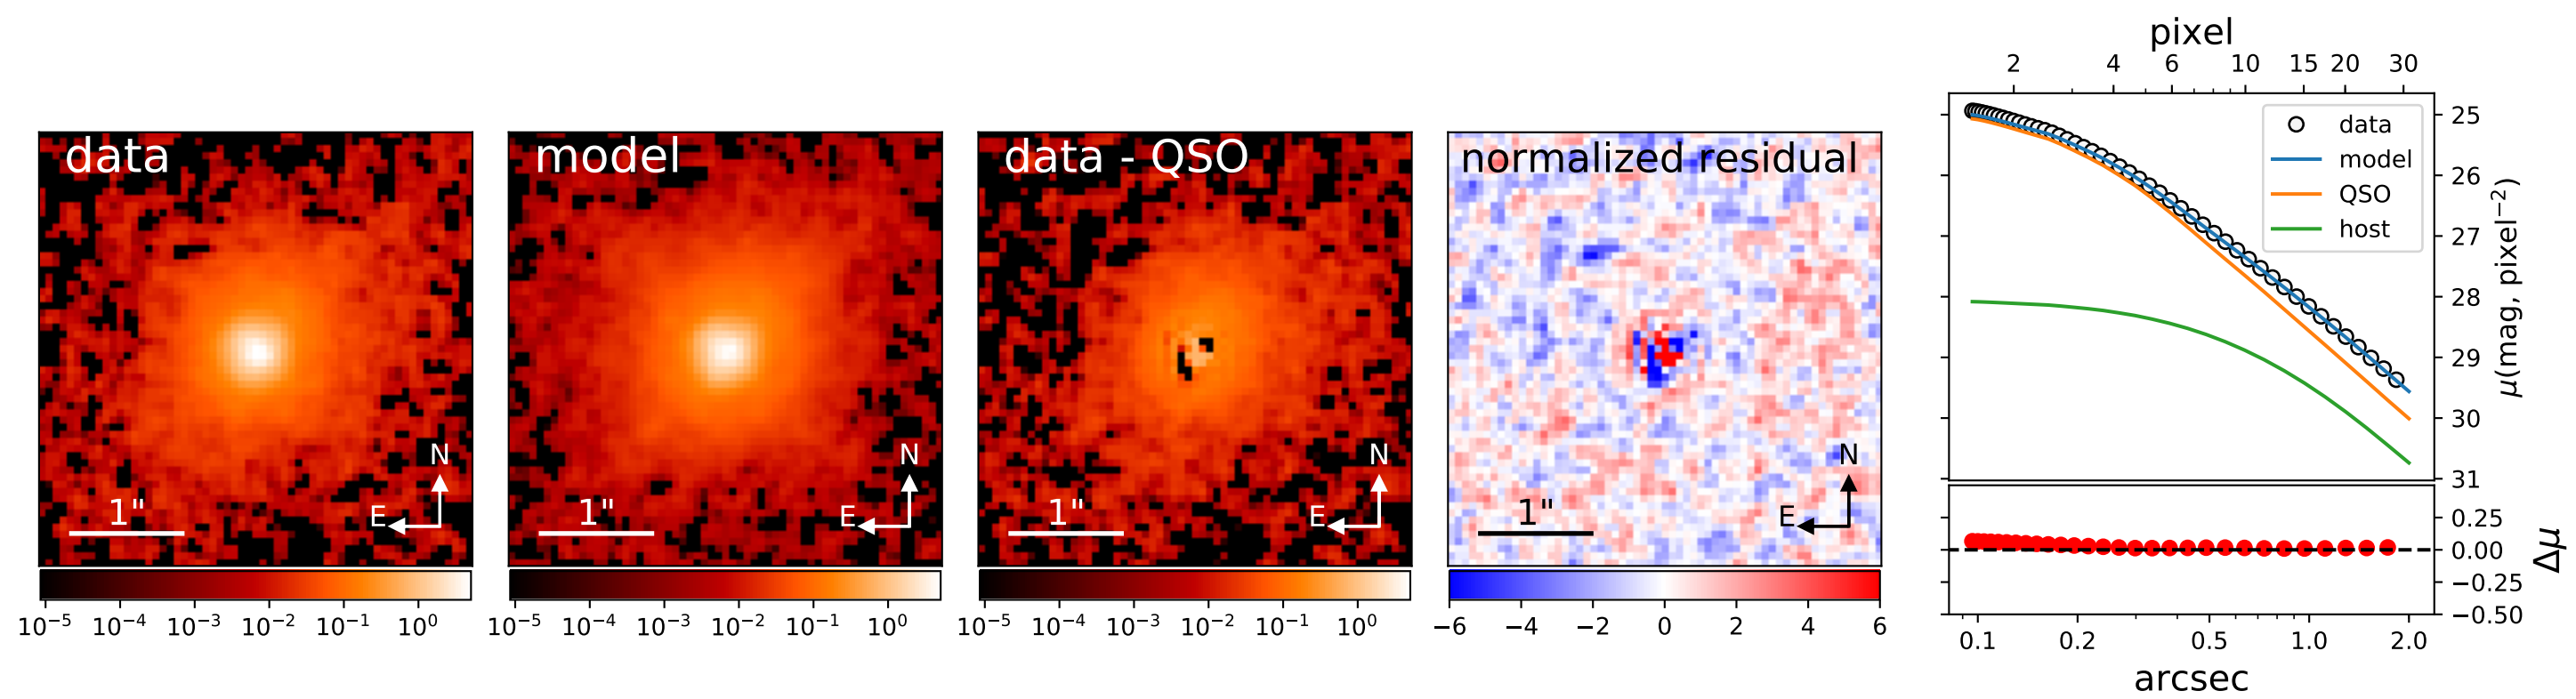 data
N
E
1"
10⁻⁵ 10⁻⁴ 10⁻³ 10⁻² 10⁻¹ 10⁰
model
N
E
1"
10⁻⁵ 10⁻⁴ 10⁻³ 10⁻² 10⁻¹ 10⁰
data - QSO
N
E
1"
10⁻⁵ 10⁻⁴ 10⁻³ 10⁻² 10⁻¹ 10⁰
normalized residual
N
E
1"
−6 −4 −2 0 2 4 6
pixel
2 4 6 10 15 20 30
data
model
QSO
host
25
26
27
28
29
30
31
μ(mag, pixel⁻²)
0.25
0.00
−0.25
−0.50
Δμ
0.1 0.2 0.5 1.0 2.0
arcsec